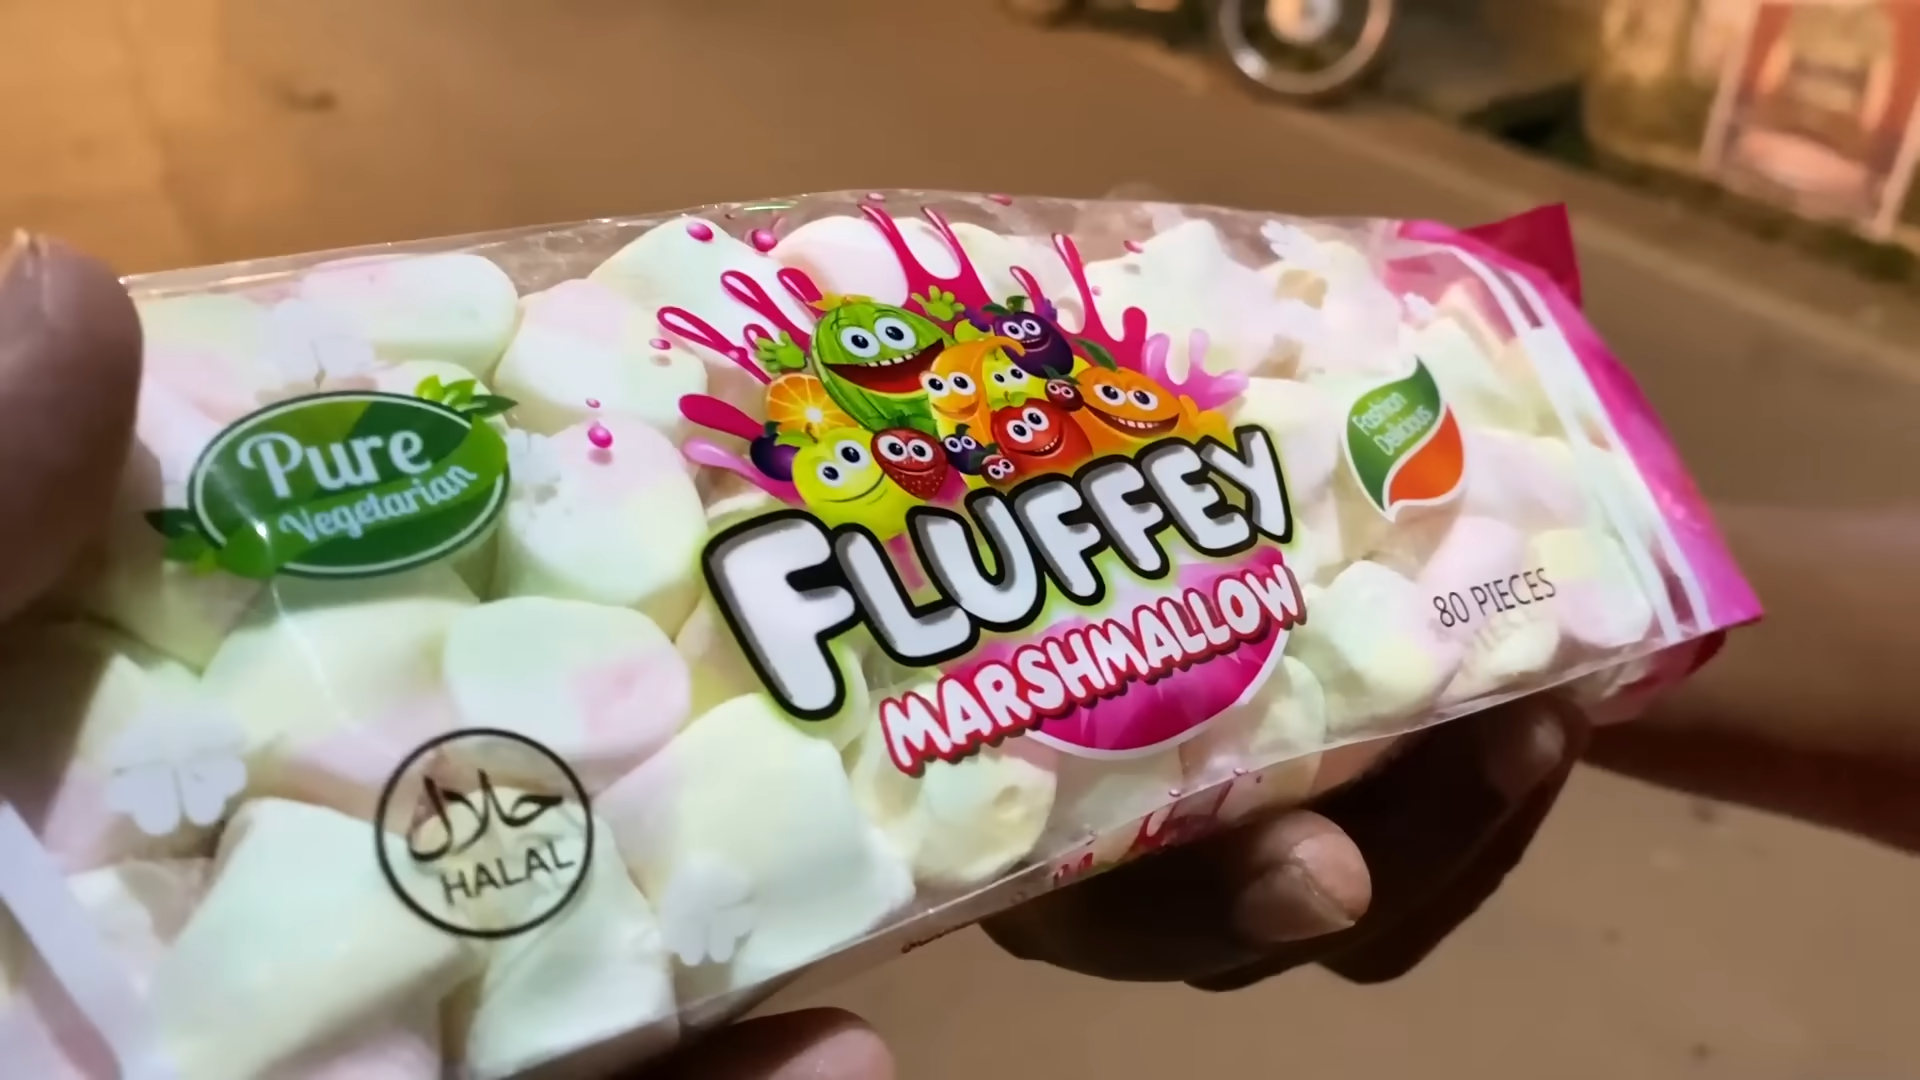 Pure
Vegetarian
FLUFFEY
MARSHMALLOW
Fashion
Delicious
80 PIECES
حلال
HALAL